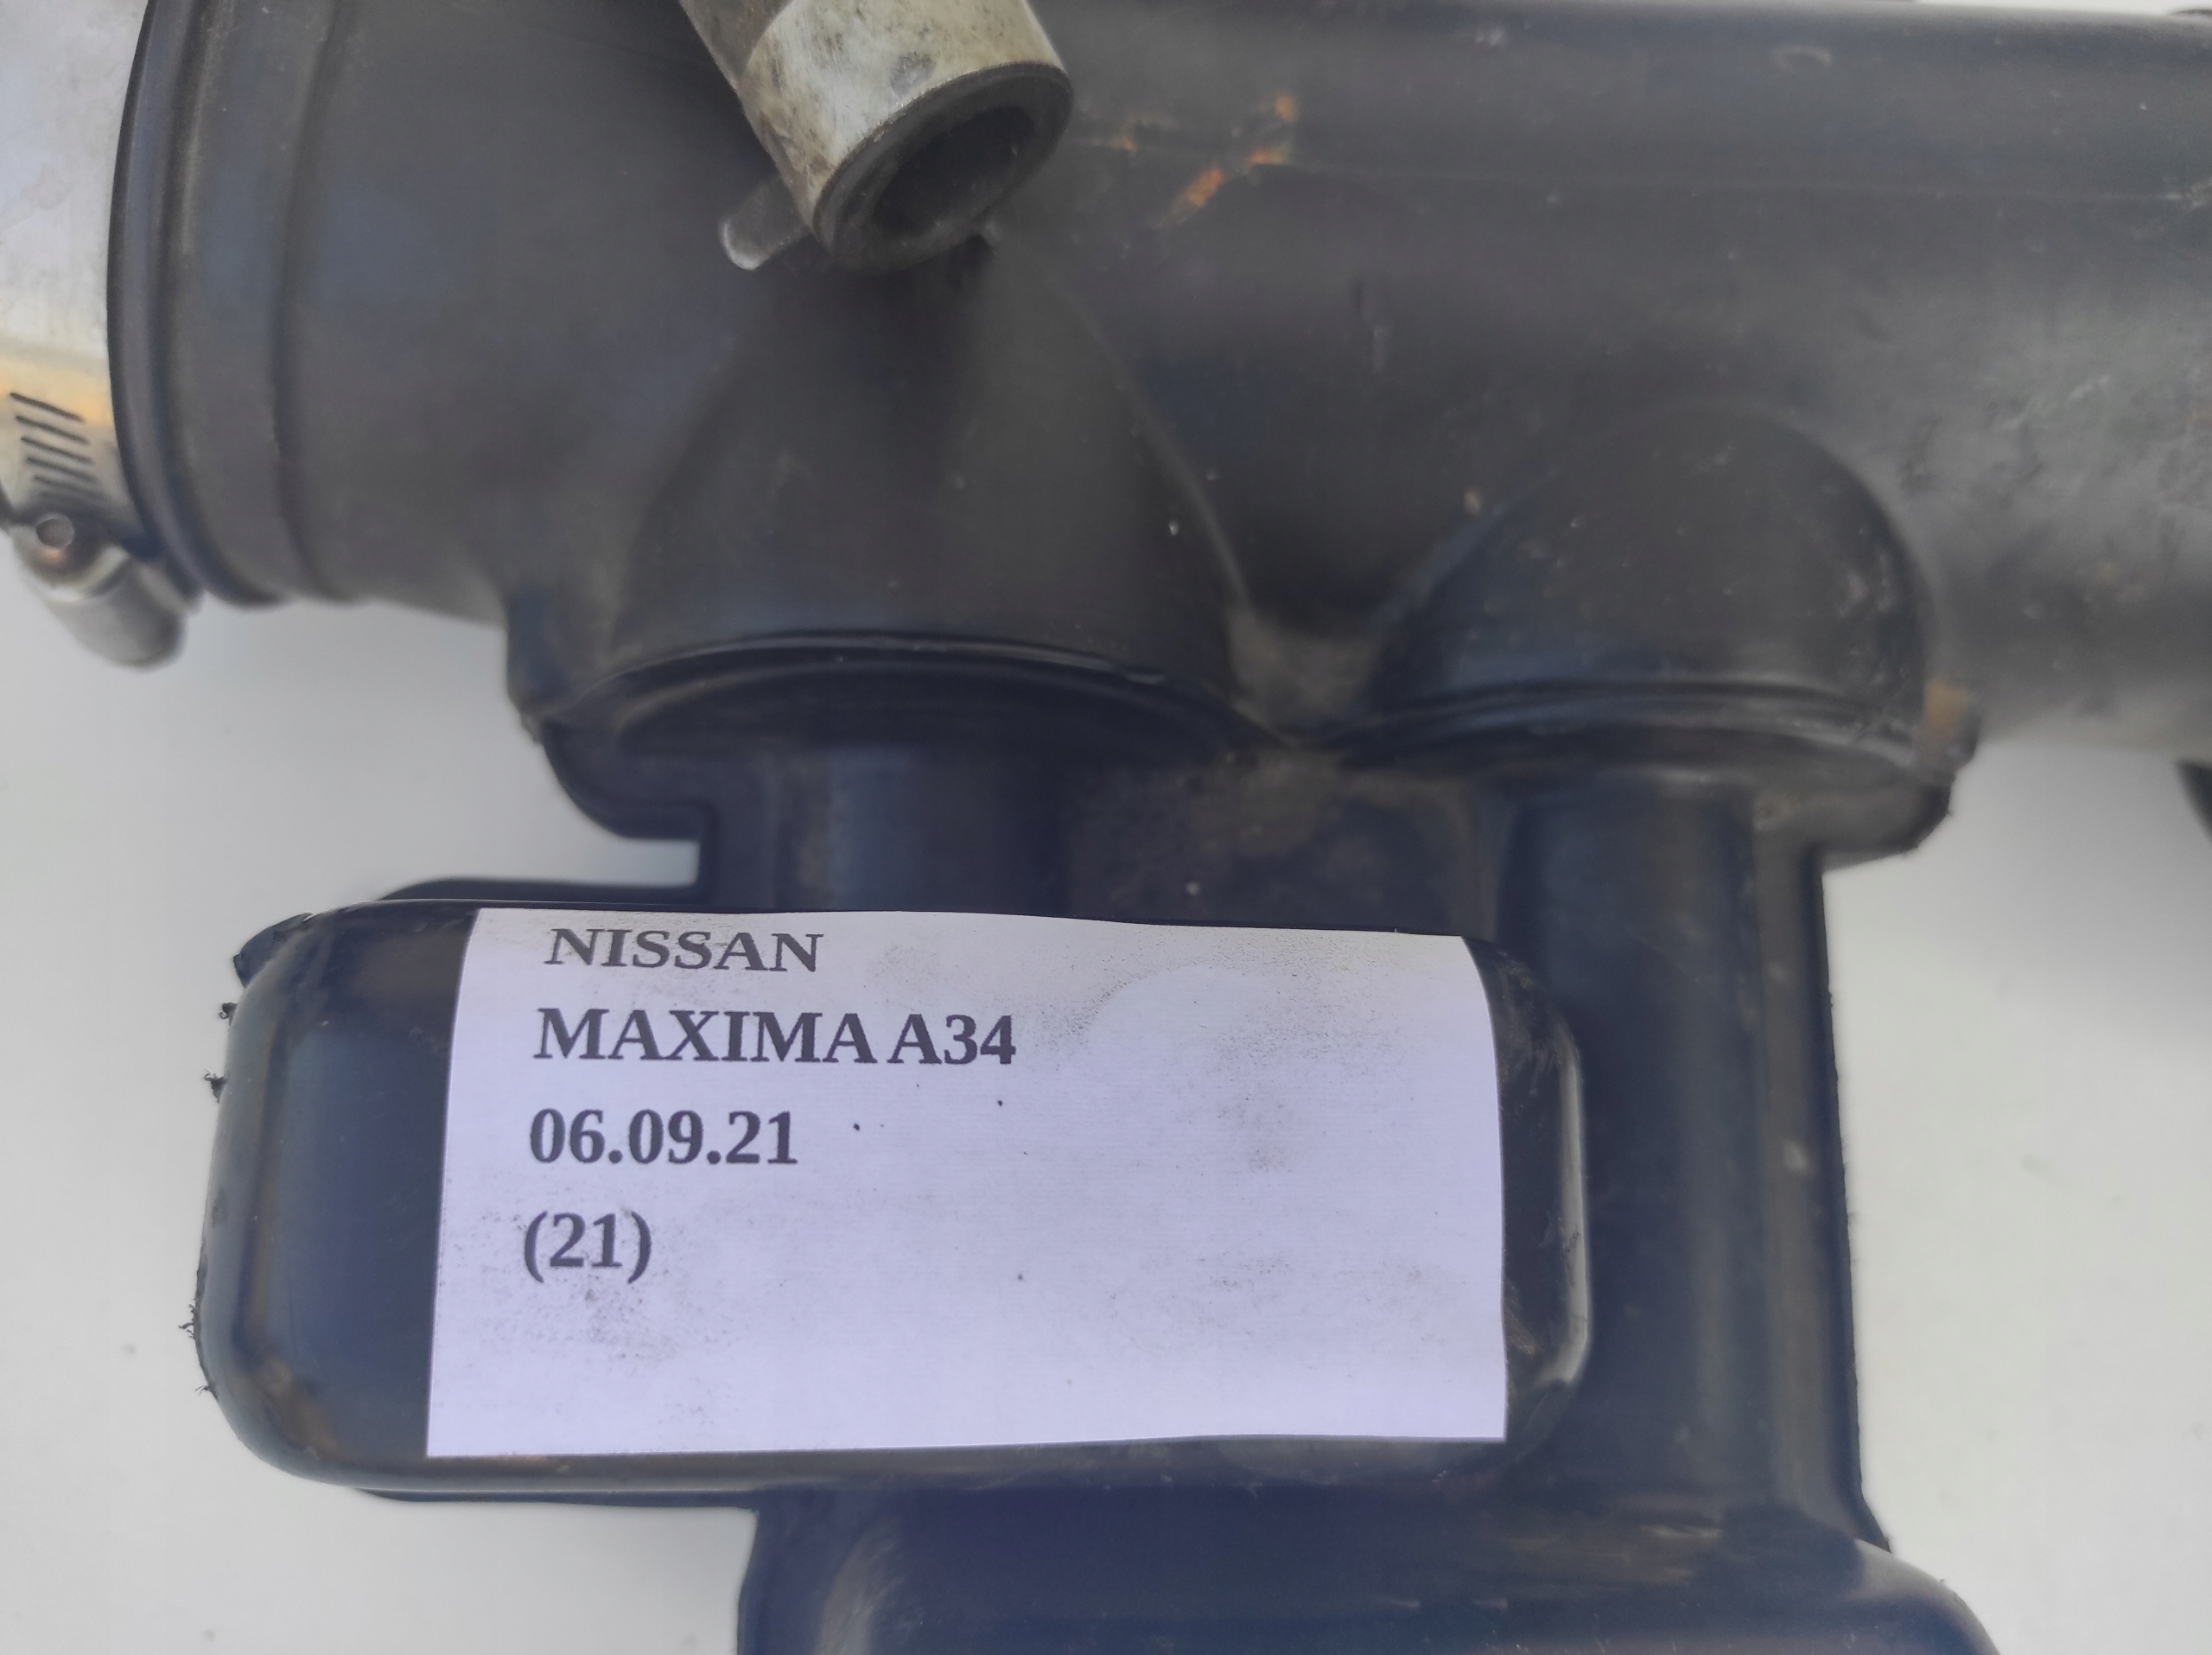 NISSAN
MAXIMA A34
06.09.21
(21)